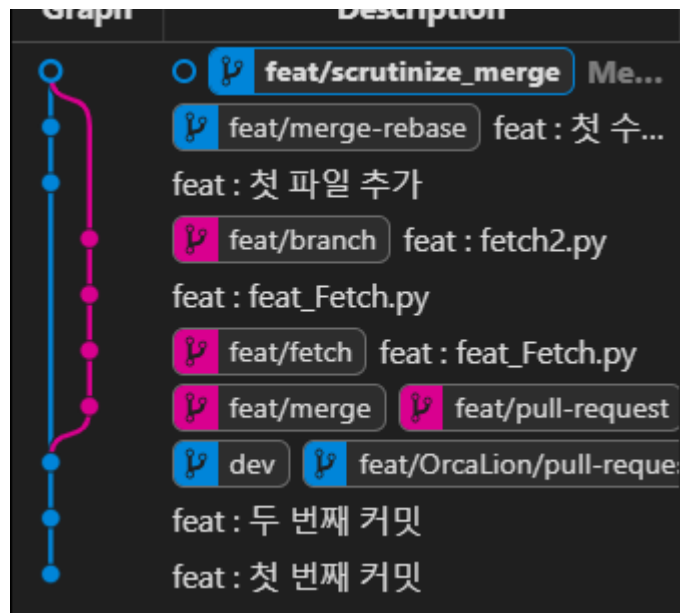 Graph Description
feat/scrutinize_merge Me...
feat/merge-rebase feat : 첫 수...
feat : 첫 파일 추가
feat/branch feat : fetch2.py
feat : feat_Fetch.py
feat/fetch feat : feat_Fetch.py
feat/merge feat/pull-request
dev feat/OrcaLion/pull-reque
feat : 두 번째 커밋
feat : 첫 번째 커밋